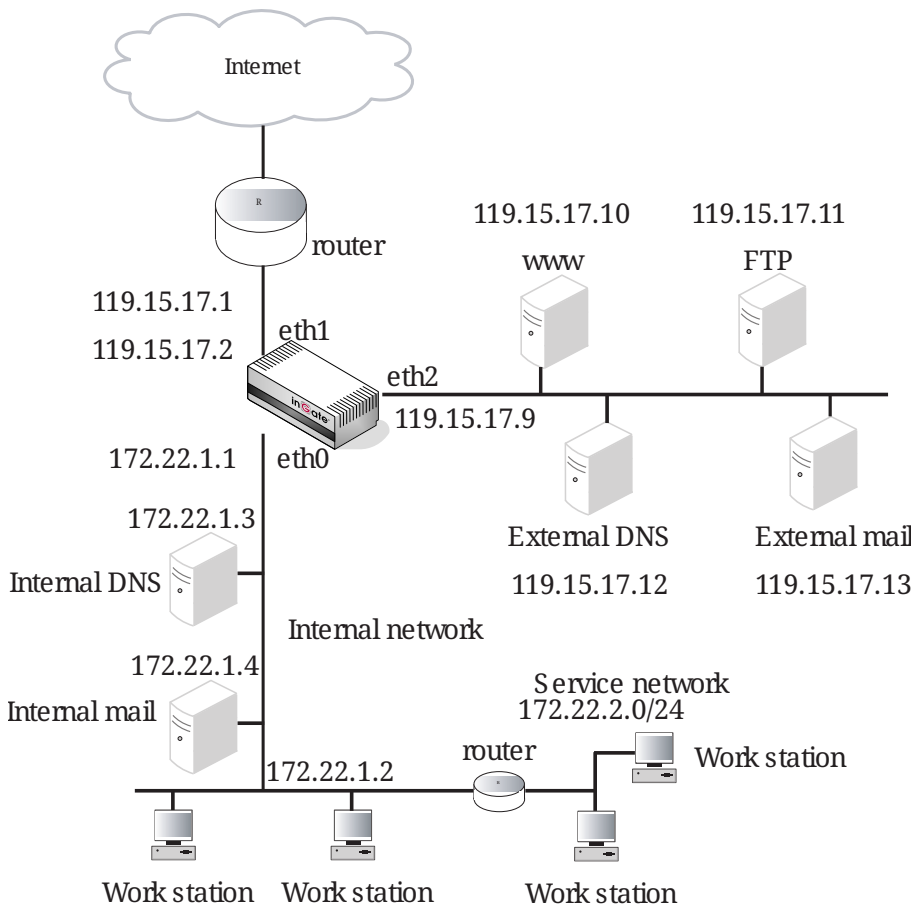 Internet
R
router
119.15.17.1
119.15.17.2
eth1
inGate
eth2
119.15.17.9
119.15.17.10
www
119.15.17.11
FTP
External DNS
119.15.17.12
External mail
119.15.17.13
172.22.1.1
eth0
172.22.1.3
Internal DNS
Internal network
172.22.1.4
Internal mail
172.22.1.2
router
R
Service network
172.22.2.0/24
Work station
Work station
Work station
Work station